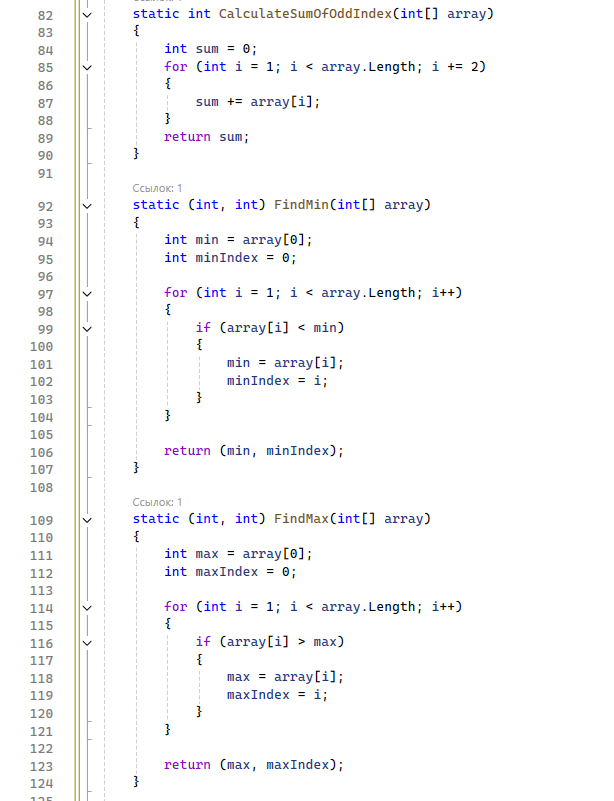 82 static int CalculateSumOfOddIndex(int[] array)
83 {
84 int sum = 0;
85 for (int i = 1; i < array.Length; i += 2)
86 {
87 sum += array[i];
88 }
89 return sum;
90 }
91
Ссылок: 1
92 static (int, int) FindMin(int[] array)
93 {
94 int min = array[0];
95 int minIndex = 0;
96
97 for (int i = 1; i < array.Length; i++)
98 {
99 if (array[i] < min)
100 {
101 min = array[i];
102 minIndex = i;
103 }
104 }
105
106 return (min, minIndex);
107 }
108
Ссылок: 1
109 static (int, int) FindMax(int[] array)
110 {
111 int max = array[0];
112 int maxIndex = 0;
113
114 for (int i = 1; i < array.Length; i++)
115 {
116 if (array[i] > max)
117 {
118 max = array[i];
119 maxIndex = i;
120 }
121 }
122
123 return (max, maxIndex);
124 }